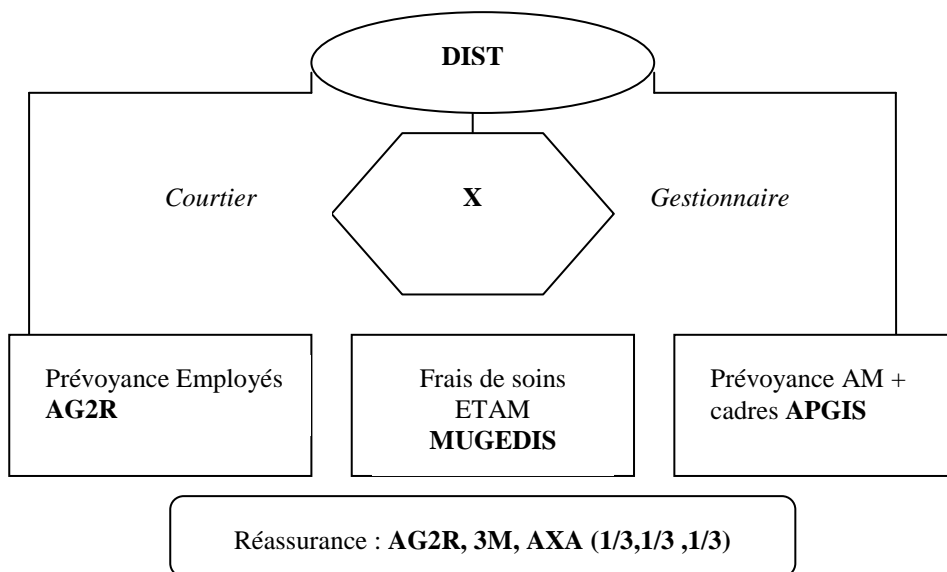 DIST
Courtier
X
Gestionnaire
Prévoyance Employés
AG2R
Frais de soins
ETAM
MUGEDIS
Prévoyance AM +
cadres APGIS
Réassurance : AG2R, 3M, AXA (1/3,1/3 ,1/3)